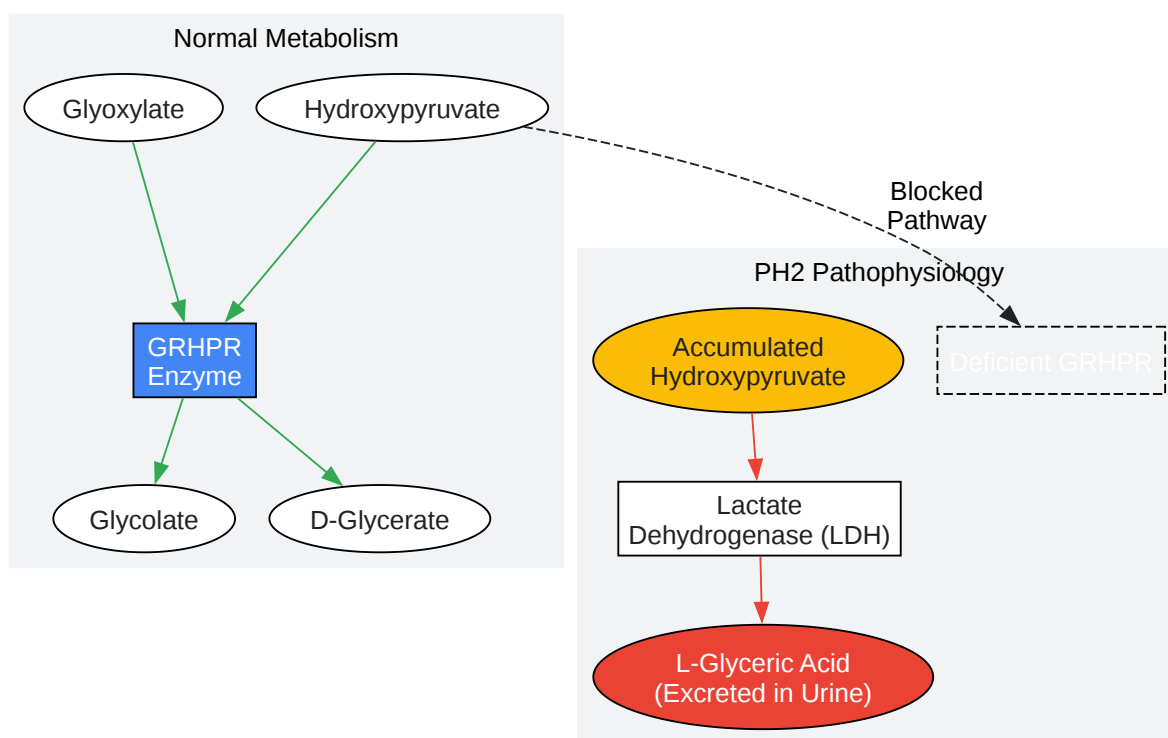 Normal Metabolism
Glyoxylate
Hydroxypyruvate
GRHPR
Enzyme
Glycolate
D-Glycerate
Blocked
Pathway
PH2 Pathophysiology
Accumulated
Hydroxypyruvate
Deficient GRHPR
Lactate
Dehydrogenase (LDH)
L-Glyceric Acid
(Excreted in Urine)